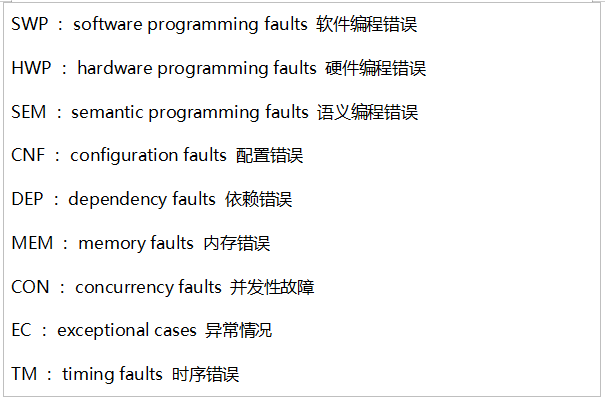 SWP : software programming faults 软件编程错误
HWP : hardware programming faults 硬件编程错误
SEM : semantic programming faults 语义编程错误
CNF : configuration faults 配置错误
DEP : dependency faults 依赖错误
MEM : memory faults 内存错误
CON : concurrency faults 并发性故障
EC : exceptional cases 异常情况
TM : timing faults 时序错误